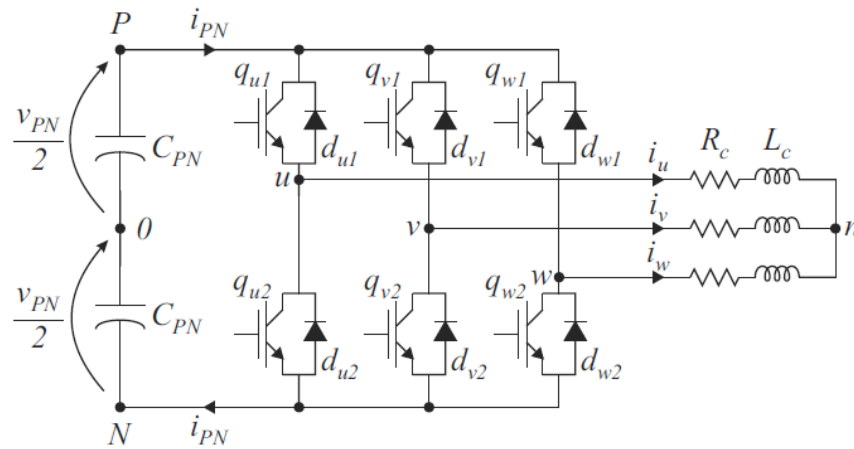 P
i_PN
v_PN
2
C_PN
q_u1
d_u1
q_v1
d_v1
q_w1
d_w1
u
i_u
R_c
L_c
0
v
i_v
n
w
i_w
v_PN
2
C_PN
q_u2
d_u2
q_v2
d_v2
q_w2
d_w2
N
i_PN